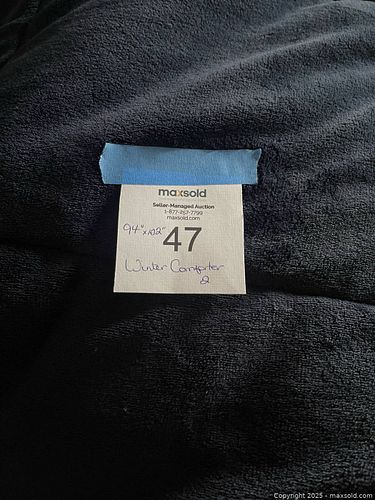 maxsold
Seller-Managed Auction
1-877-257-7799
maxsold.com
94" x 102" 47
Winter Comforter
2
Copyright 2025 - maxsold.com